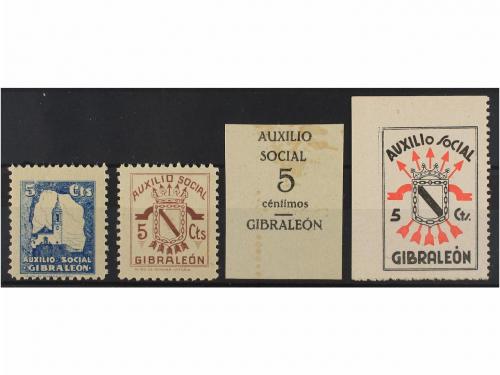 5 Cts
AUXILIO SOCIAL
GIBRALEÓN
AUXILIO SOCIAL
5 Cts
GIBRALEÓN
AUXILIO
SOCIAL
5
céntimos
GIBRALEÓN
AUXILIO SOCIAL
5 Cts.
GIBRALEÓN